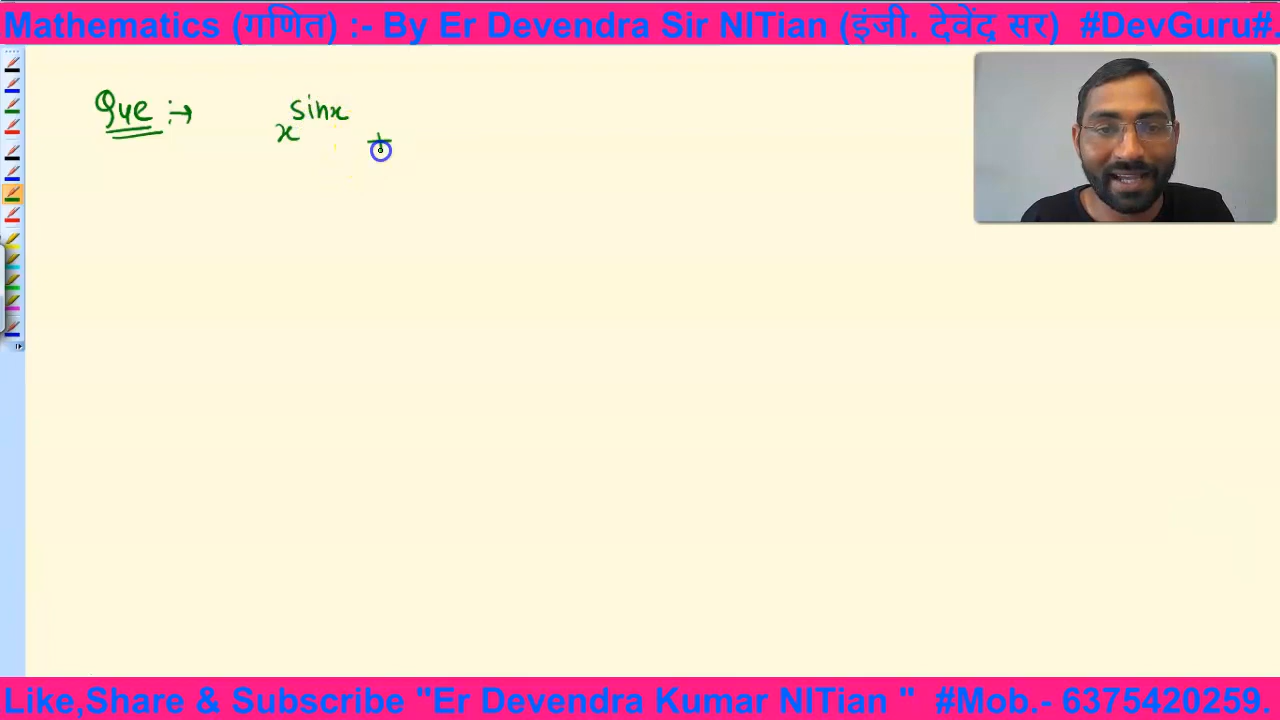 Mathematics (गणित) :- By Er Devendra Sir NITian (इंजी. देवेंद्र सर) #DevGuru#.
Que :→ x^sinx +
Like,Share & Subscribe "Er Devendra Kumar NITian " #Mob.- 6375420259.